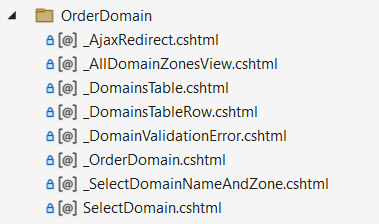 OrderDomain
[@] _AjaxRedirect.cshtml
[@] _AllDomainZonesView.cshtml
[@] _DomainsTable.cshtml
[@] _DomainsTableRow.cshtml
[@] _DomainValidationError.cshtml
[@] _OrderDomain.cshtml
[@] _SelectDomainNameAndZone.cshtml
[@] SelectDomain.cshtml